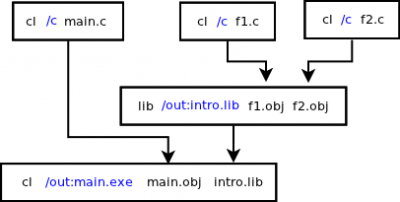 cl /c main.c
cl /c f1.c
cl /c f2.c
lib /out:intro.lib f1.obj f2.obj
cl /out:main.exe main.obj intro.lib